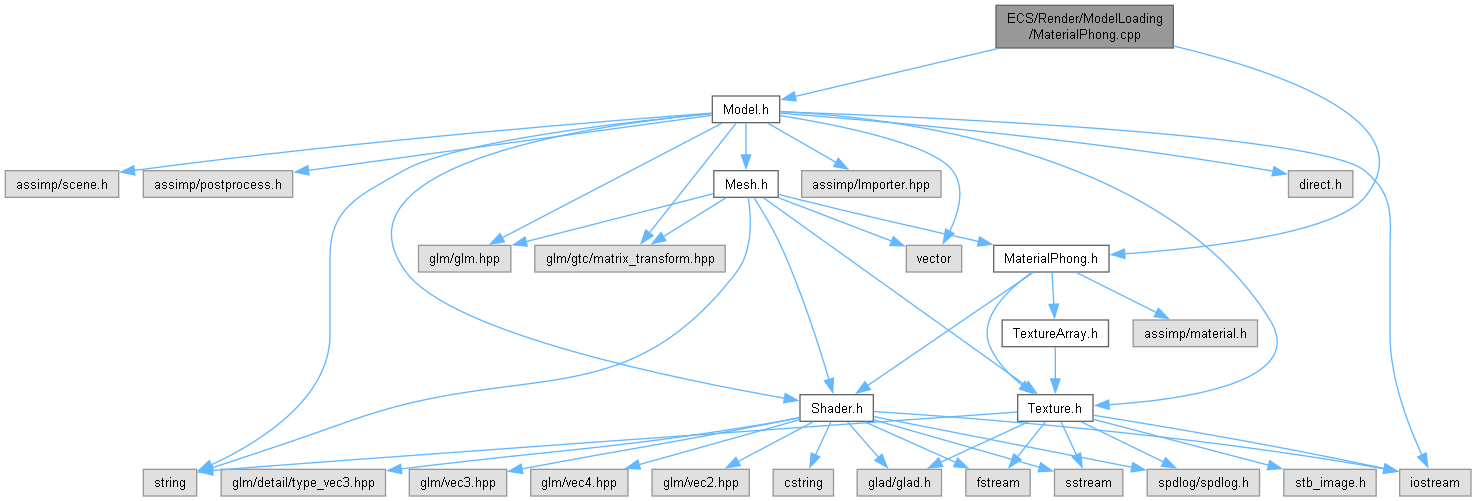 ECS/Render/ModelLoading
/MaterialPhong.cpp
Model.h
assimp/scene.h
assimp/postprocess.h
Mesh.h
assimp/Importer.hpp
direct.h
glm/glm.hpp
glm/gtc/matrix_transform.hpp
vector
MaterialPhong.h
TextureArray.h
assimp/material.h
Shader.h
Texture.h
string
glm/detail/type_vec3.hpp
glm/vec3.hpp
glm/vec4.hpp
glm/vec2.hpp
cstring
glad/glad.h
fstream
sstream
spdlog/spdlog.h
stb_image.h
iostream